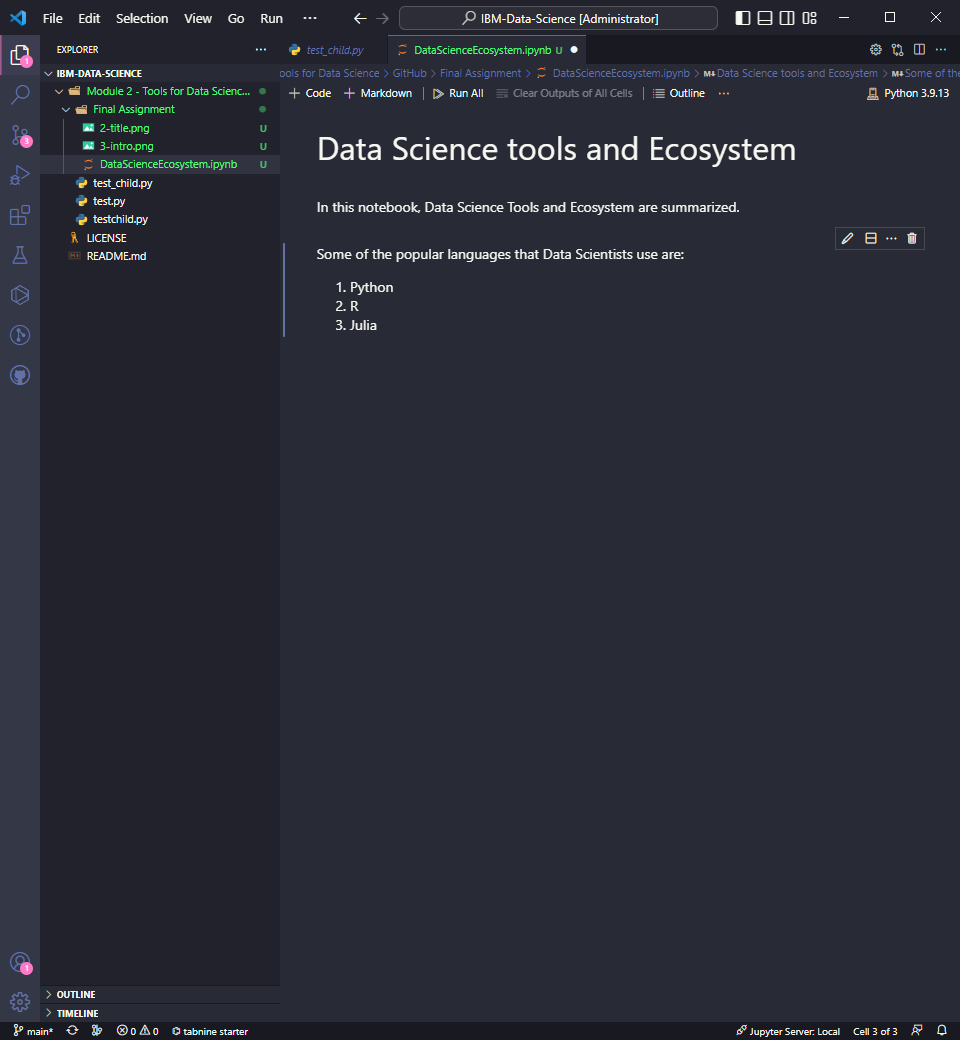 File Edit Selection View Go Run ··· IBM-Data-Science [Administrator]
EXPLORER ···
test_child.py DataScienceEcosystem.ipynb U
IBM-DATA-SCIENCE
ools for Data Science > GitHub > Final Assignment > DataScienceEcosystem.ipynb > M↓Data Science tools and Ecosystem > M↓Some of the
Module 2 - Tools for Data Scienc...
+ Code + Markdown Run All Clear Outputs of All Cells Outline ··· Python 3.9.13
Final Assignment
2-title.png U
3-intro.png U
DataScienceEcosystem.ipynb U
test_child.py
test.py
testchild.py
LICENSE
README.md
1
3
Data Science tools and Ecosystem
In this notebook, Data Science Tools and Ecosystem are summarized.
Some of the popular languages that Data Scientists use are:
1. Python
2. R
3. Julia
1
OUTLINE
TIMELINE
main* 0 0 tabnine starter Jupyter Server: Local Cell 3 of 3